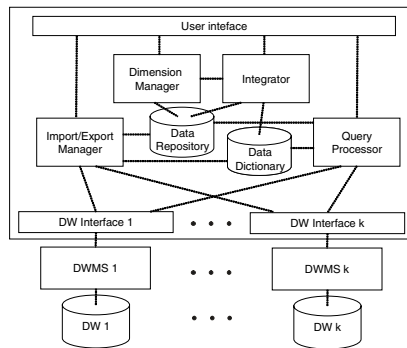 User inteface
Dimension
Manager
Integrator
Import/Export
Manager
Data
Repository
Data
Dictionary
Query
Processor
DW Interface 1
DW Interface k
DWMS 1
DWMS k
DW 1
DW k